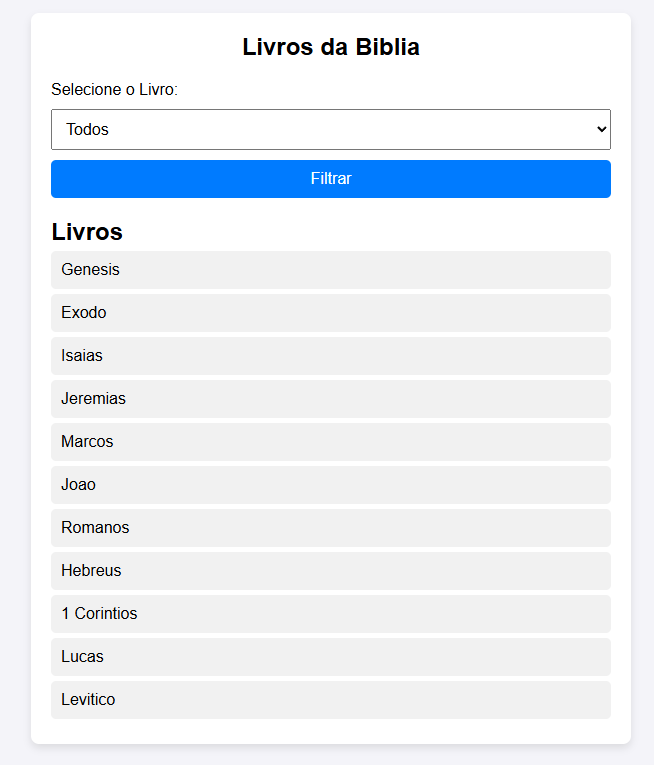 Livros da Biblia
Selecione o Livro:
Todos
Filtrar
Livros
Genesis
Exodo
Isaias
Jeremias
Marcos
Joao
Romanos
Hebreus
1 Corintios
Lucas
Levitico